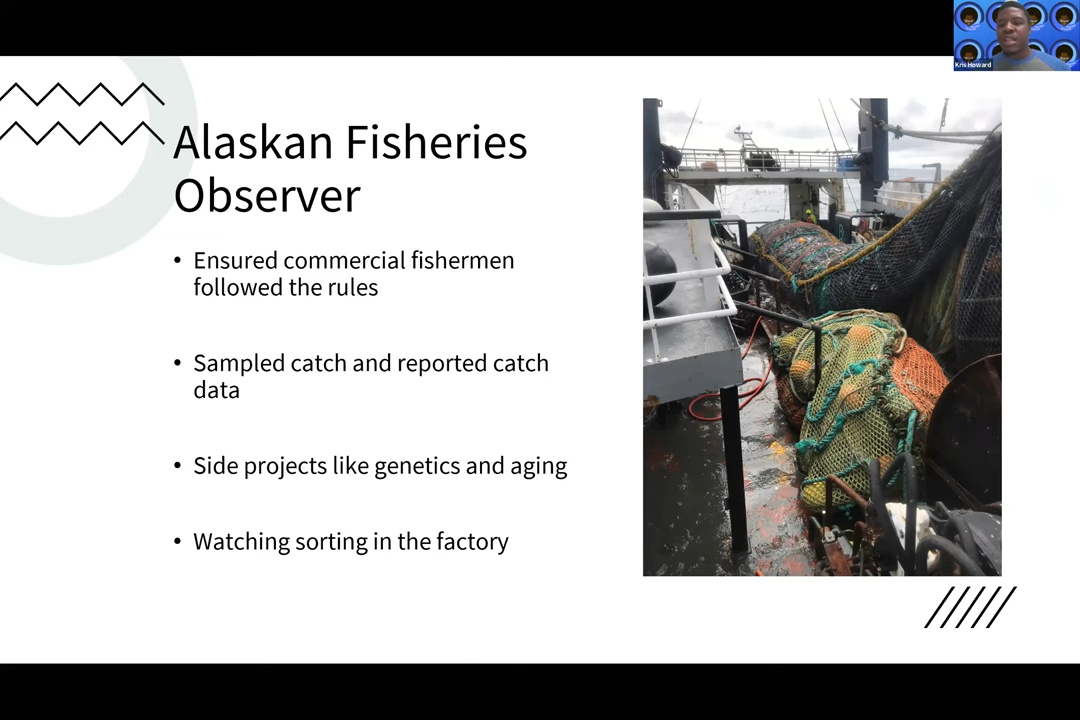 Kris Howard
Alaskan Fisheries
Observer
• Ensured commercial fishermen
followed the rules
• Sampled catch and reported catch
data
• Side projects like genetics and aging
• Watching sorting in the factory